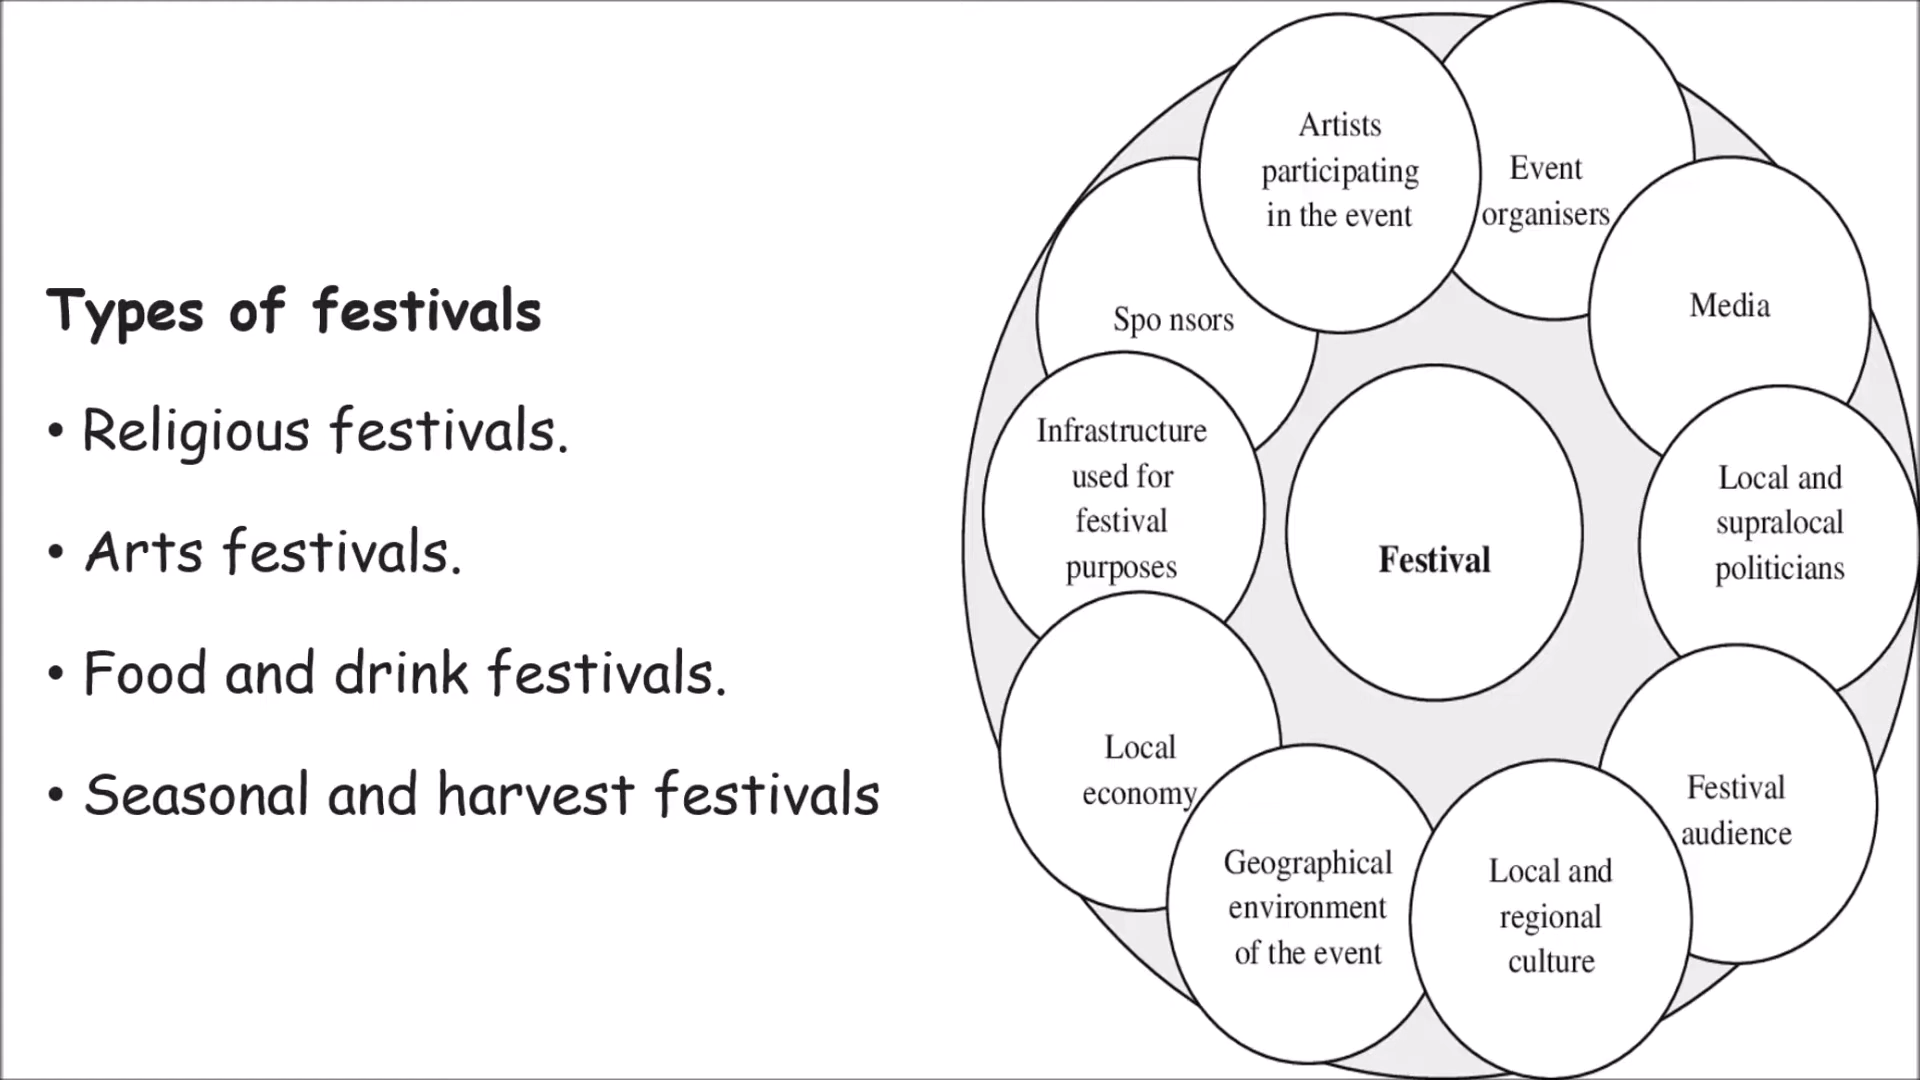 Types of festivals
• Religious festivals.
• Arts festivals.
• Food and drink festivals.
• Seasonal and harvest festivals
Artists
participating
in the event
Event
organisers
Media
Local and
supralocal
politicians
Festival
audience
Local and
regional
culture
Geographical
environment
of the event
Local
economy
Infrastructure
used for
festival
purposes
Spo nsors
Festival